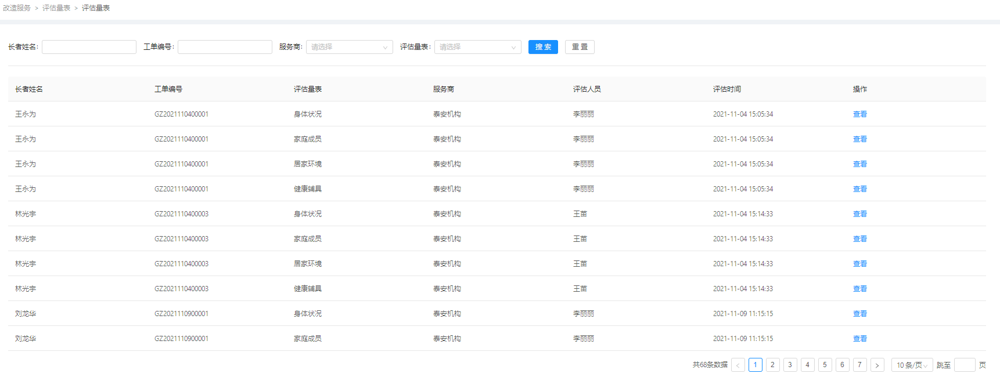 改造服务 > 评估量表 > 评估量表
长者姓名: 工单编号: 服务商: 请选择 评估量表: 请选择 搜 索 重 置
长者姓名 工单编号 评估量表 服务商 评估人员 评估时间 操作
王永为 GZ2021110400001 身体状况 泰安机构 李丽丽 2021-11-04 15:05:34 查看
王永为 GZ2021110400001 家庭成员 泰安机构 李丽丽 2021-11-04 15:05:34 查看
王永为 GZ2021110400001 居家环境 泰安机构 李丽丽 2021-11-04 15:05:34 查看
王永为 GZ2021110400001 健康辅具 泰安机构 李丽丽 2021-11-04 15:05:34 查看
林光宇 GZ2021110400003 身体状况 泰安机构 王苗 2021-11-04 15:14:33 查看
林光宇 GZ2021110400003 家庭成员 泰安机构 王苗 2021-11-04 15:14:33 查看
林光宇 GZ2021110400003 居家环境 泰安机构 王苗 2021-11-04 15:14:33 查看
林光宇 GZ2021110400003 健康辅具 泰安机构 王苗 2021-11-04 15:14:33 查看
刘龙华 GZ2021110900001 身体状况 泰安机构 李丽丽 2021-11-09 11:15:15 查看
刘龙华 GZ2021110900001 家庭成员 泰安机构 李丽丽 2021-11-09 11:15:15 查看
共68条数据 < 1 2 3 4 5 6 7 > 10 条/页 跳至 页